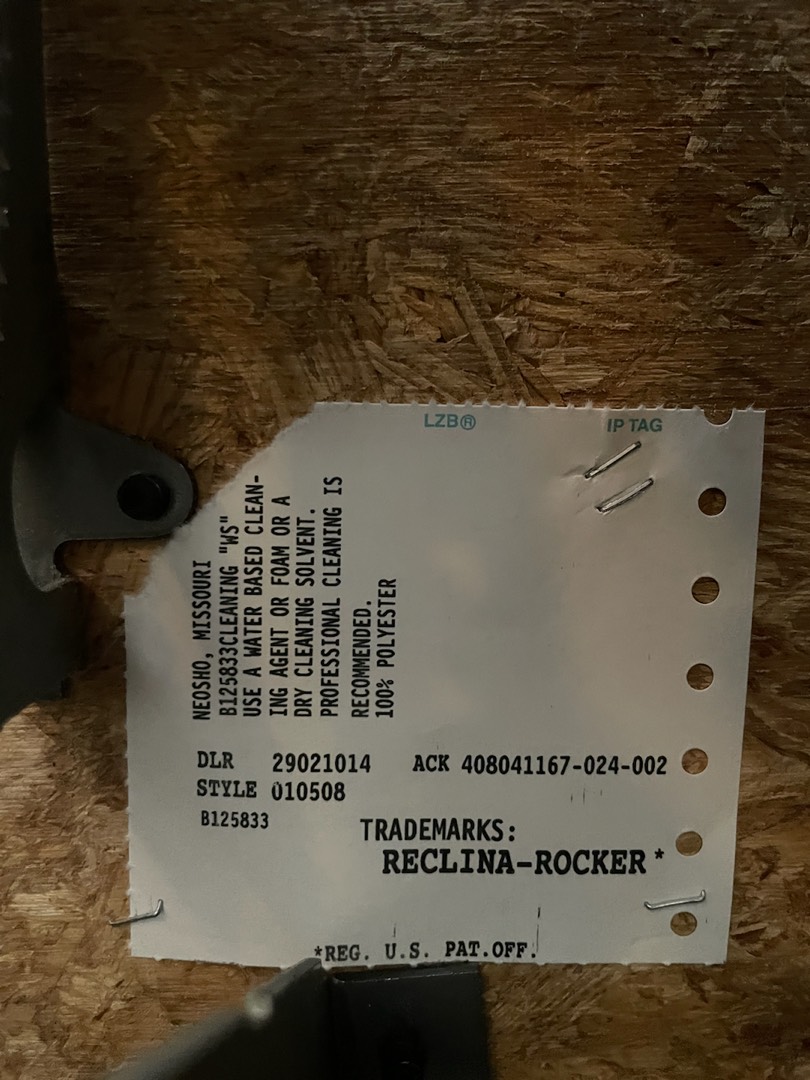 LZB® IP TAG
NEOSHO, MISSOURI
B125833CLEANING "WS"
USE A WATER BASED CLEAN-
ING AGENT OR FOAM OR A
DRY CLEANING SOLVENT.
PROFESSIONAL CLEANING IS
RECOMMENDED.
100% POLYESTER
DLR 29021014 ACK 408041167-024-002
STYLE 010508
B125833
TRADEMARKS:
RECLINA-ROCKER*
*REG. U.S. PAT.OFF.